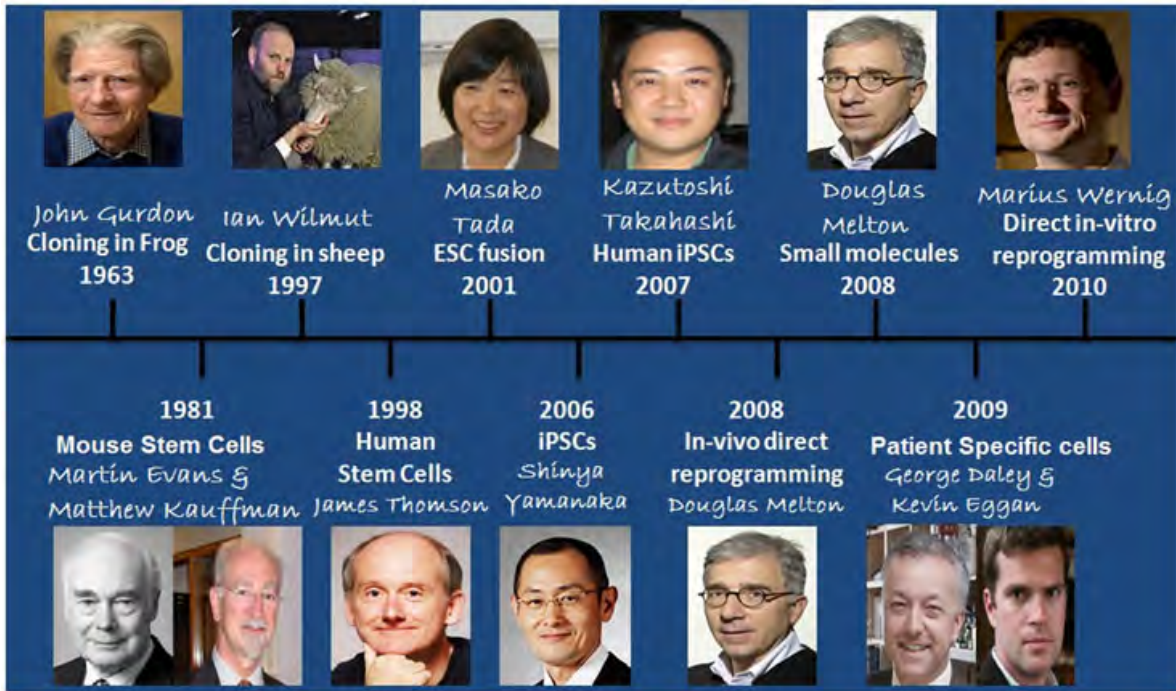 John Gurdon
Cloning in Frog
1963
Ian Wilmut
Cloning in sheep
1997
Masako
Tada
ESC fusion
2001
Kazutoshi
Takahashi
Human iPSCs
2007
Douglas
Melton
Small molecules
2008
Marius Wernig
Direct in-vitro
reprogramming
2010
1981
Mouse Stem Cells
Martin Evans &
Matthew Kauffman
1998
Human
Stem Cells
James Thomson
2006
iPSCs
Shinya
Yamanaka
2008
In-vivo direct
reprogramming
Douglas Melton
2009
Patient Specific cells
George Daley &
Kevin Eggan